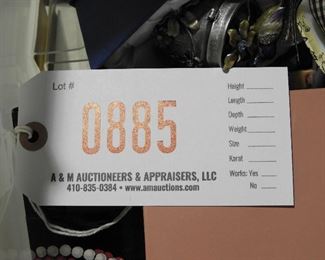 Lot #
0885
A & M AUCTIONEERS & APPRAISERS, LLC
410-835-0384 • www.amauctions.com
Height
Length
Depth
Weight
Size
Karat
Works: Yes
No